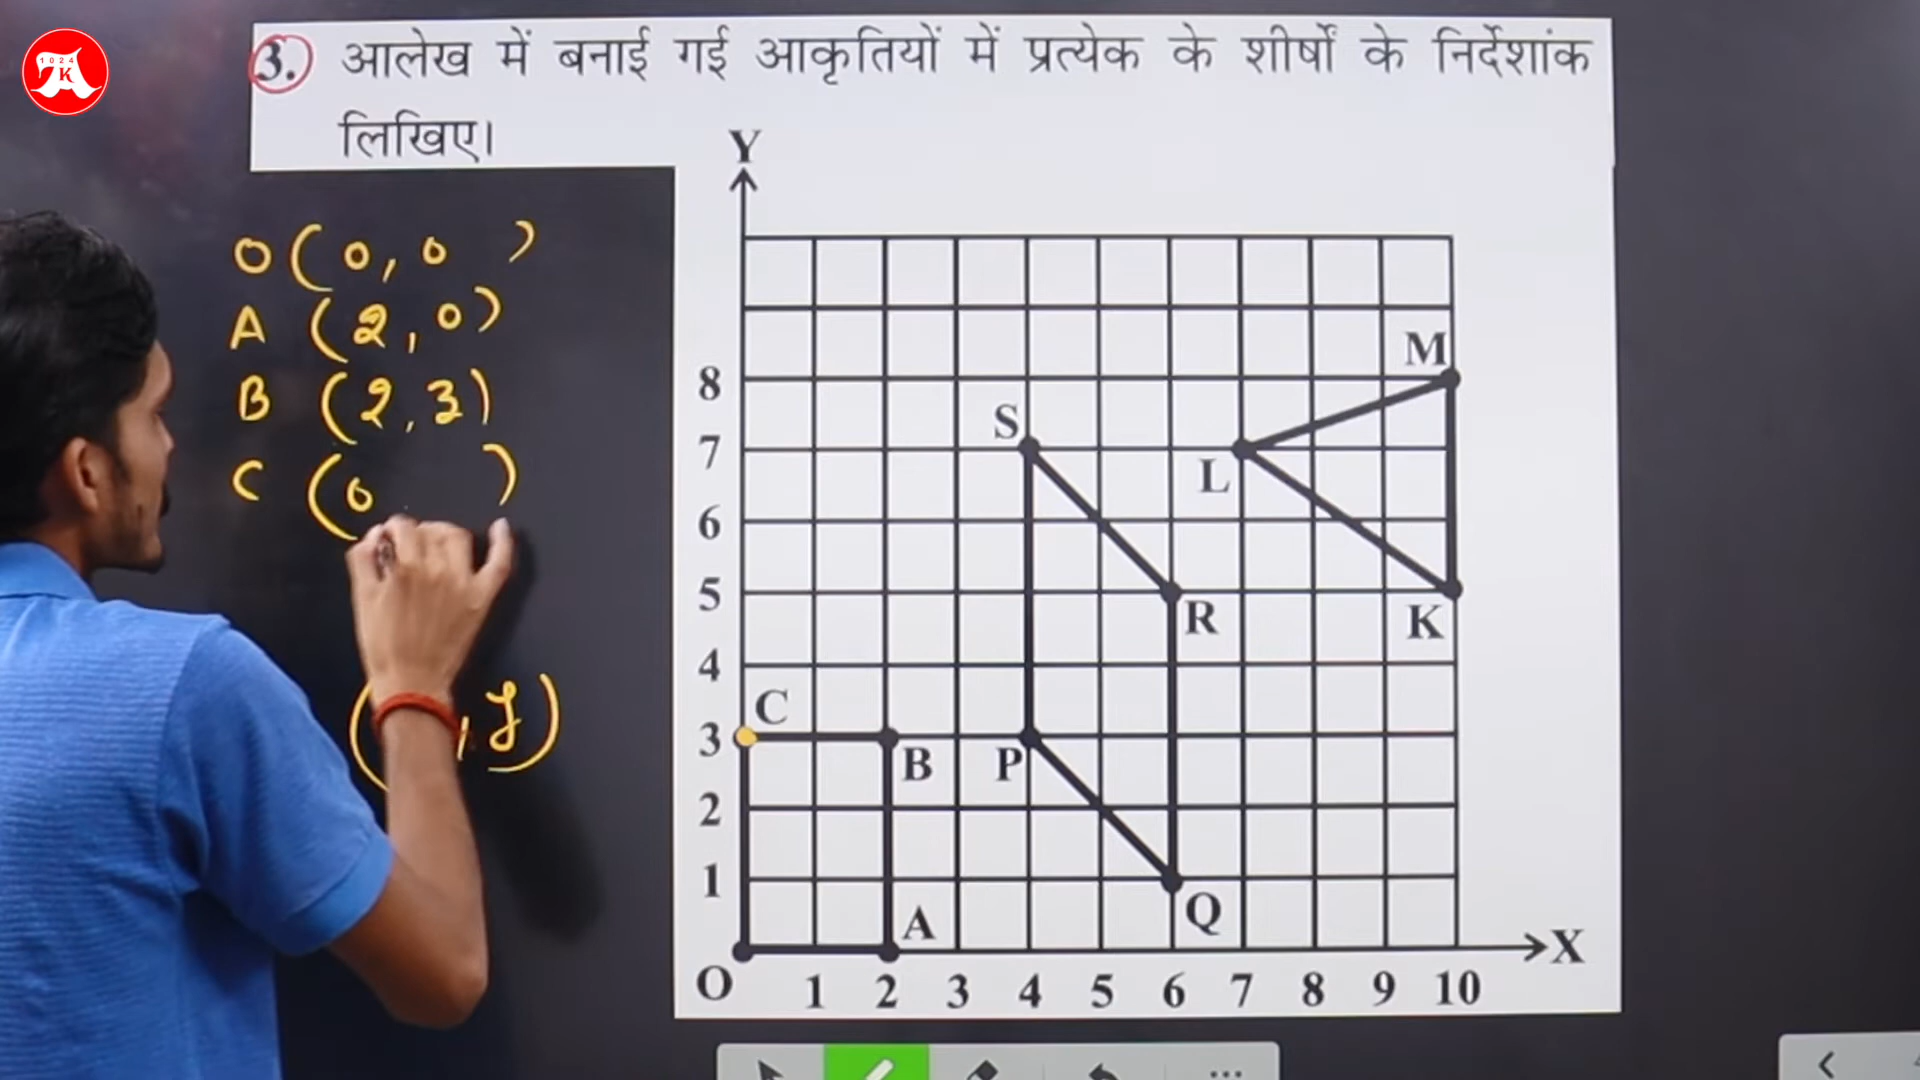 1024
K
3. आलेख में बनाई गई आकृतियों में प्रत्येक के शीर्षों के निर्देशांक
लिखिए।
O ( 0, 0 )
A ( 2, 0 )
B ( 2, 3 )
C ( 0 )
( , y )
Y
8
7
6
5
4
3
2
1
M
S
L
R
K
C
B
P
A
Q
X
O 1 2 3 4 5 6 7 8 9 10